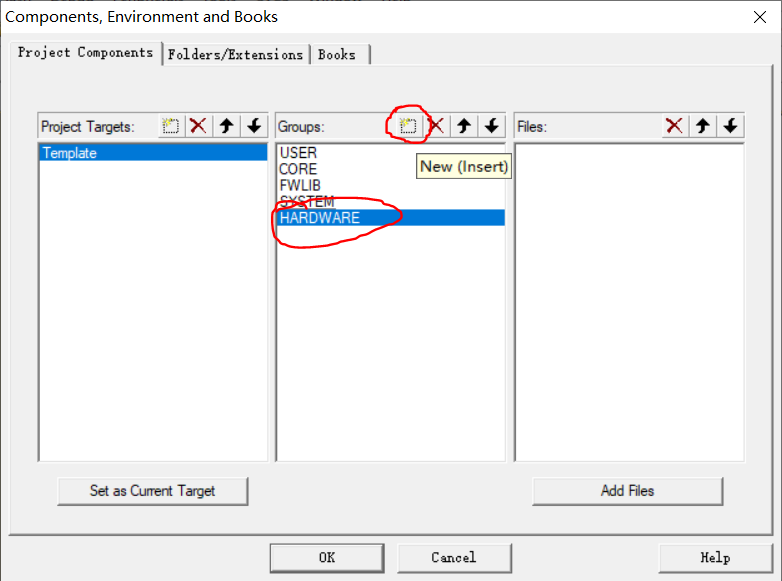 Components, Environment and Books
Project Components Folders/Extensions Books
Project Targets: Groups: Files:
Template
USER
CORE
New (Insert)
FWLIB
SYSTEM
HARDWARE
Set as Current Target Add Files
OK Cancel Help